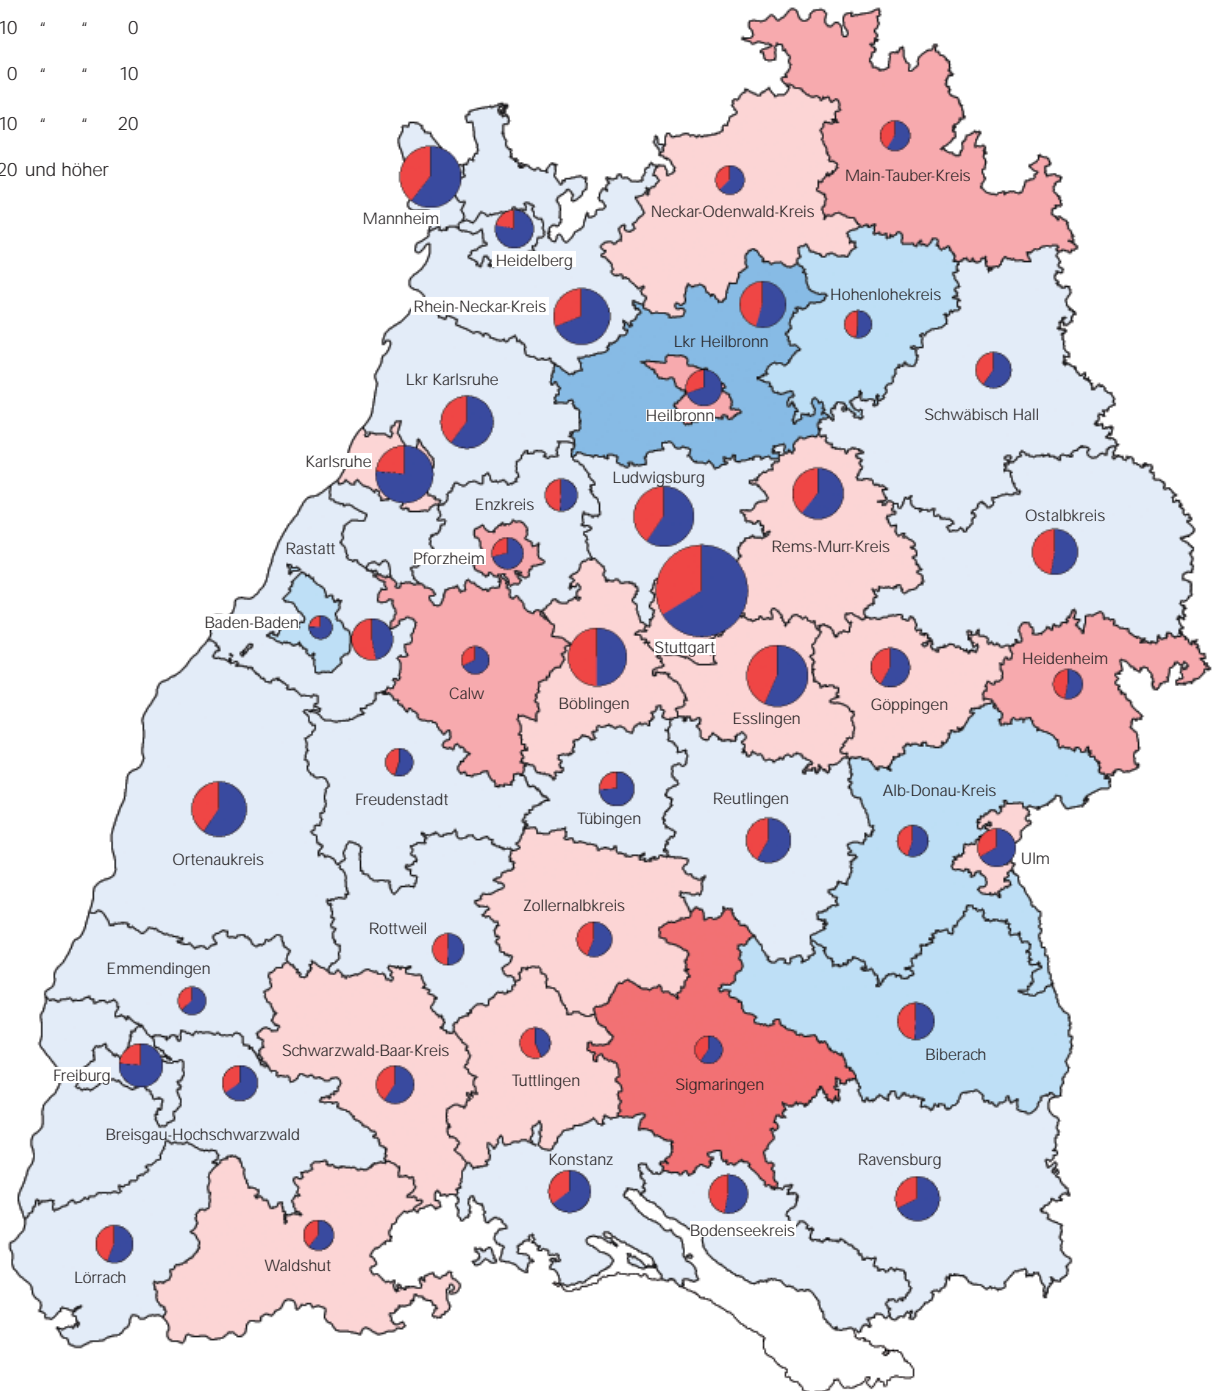 10 “ “ 0
0 “ “ 10
10 “ “ 20
20 und höher
Main-Tauber-Kreis
Neckar-Odenwald-Kreis
Mannheim
Heidelberg
Hohenlohekreis
Rhein-Neckar-Kreis
Lkr Heilbronn
Lkr Karlsruhe
Heilbronn
Schwäbisch Hall
Karlsruhe
Ludwigsburg
Enzkreis
Ostalbkreis
Rastatt
Rems-Murr-Kreis
Pforzheim
Baden-Baden
Stuttgart
Heidenheim
Calw
Böblingen
Göppingen
Esslingen
Alb-Donau-Kreis
Freudenstadt
Reutlingen
Tübingen
Ortenaukreis
Ulm
Zollernalbkreis
Rottweil
Emmendingen
Schwarzwald-Baar-Kreis
Biberach
Freiburg
Tuttlingen
Sigmaringen
Breisgau-Hochschwarzwald
Konstanz
Ravensburg
Bodenseekreis
Waldshut
Lörrach